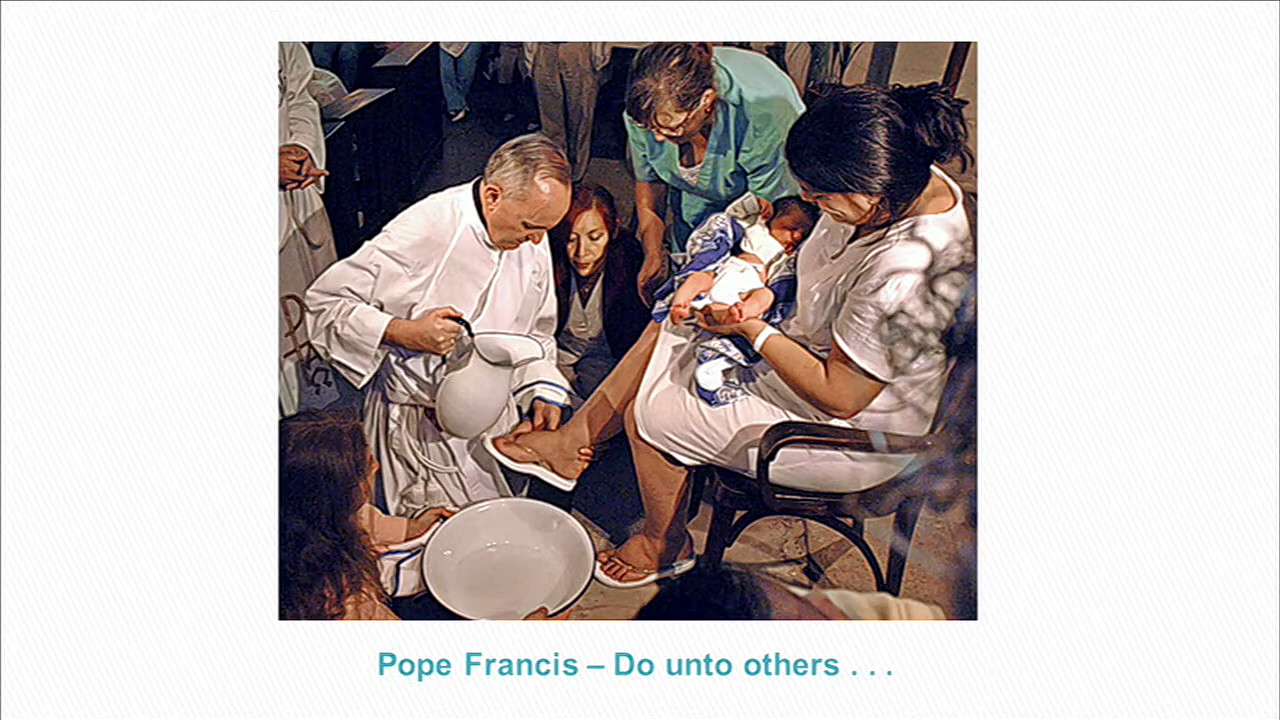 Pope Francis – Do unto others . . .